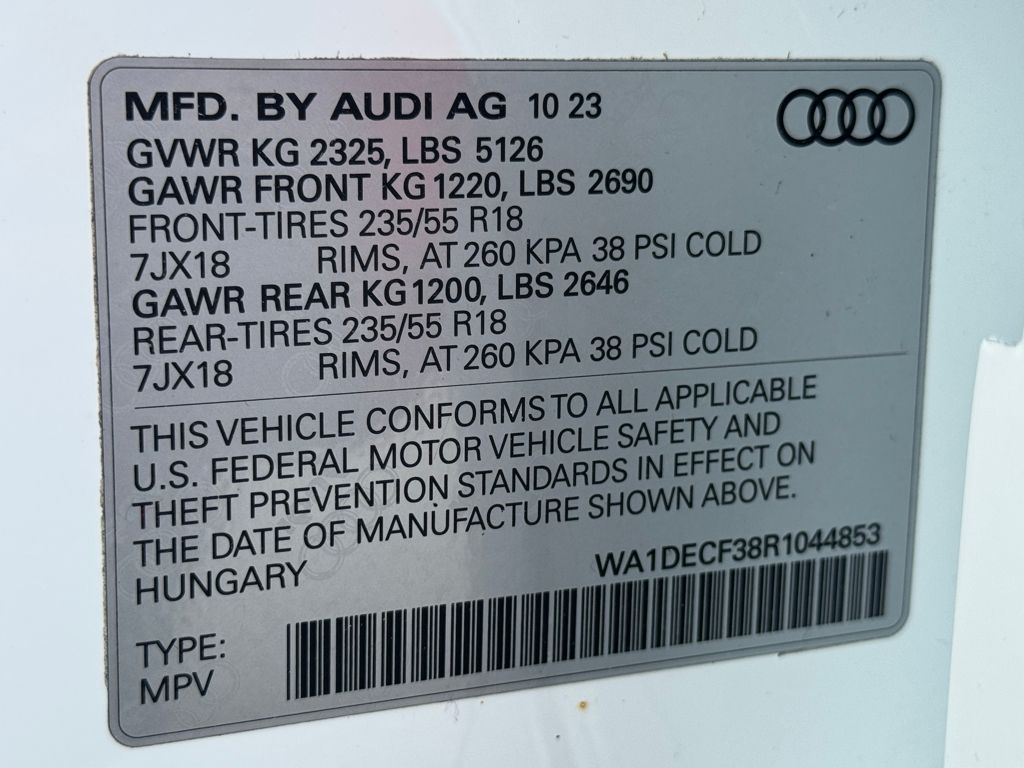 MFD. BY AUDI AG 10 23
GVWR KG 2325, LBS 5126
GAWR FRONT KG 1220, LBS 2690
FRONT-TIRES 235/55 R18
7JX18 RIMS, AT 260 KPA 38 PSI COLD
GAWR REAR KG 1200, LBS 2646
REAR-TIRES 235/55 R18
7JX18 RIMS, AT 260 KPA 38 PSI COLD
THIS VEHICLE CONFORMS TO ALL APPLICABLE
U.S. FEDERAL MOTOR VEHICLE SAFETY AND
THEFT PREVENTION STANDARDS IN EFFECT ON
THE DATE OF MANUFACTURE SHOWN ABOVE.
HUNGARY WA1DECF38R1044853
TYPE:
MPV